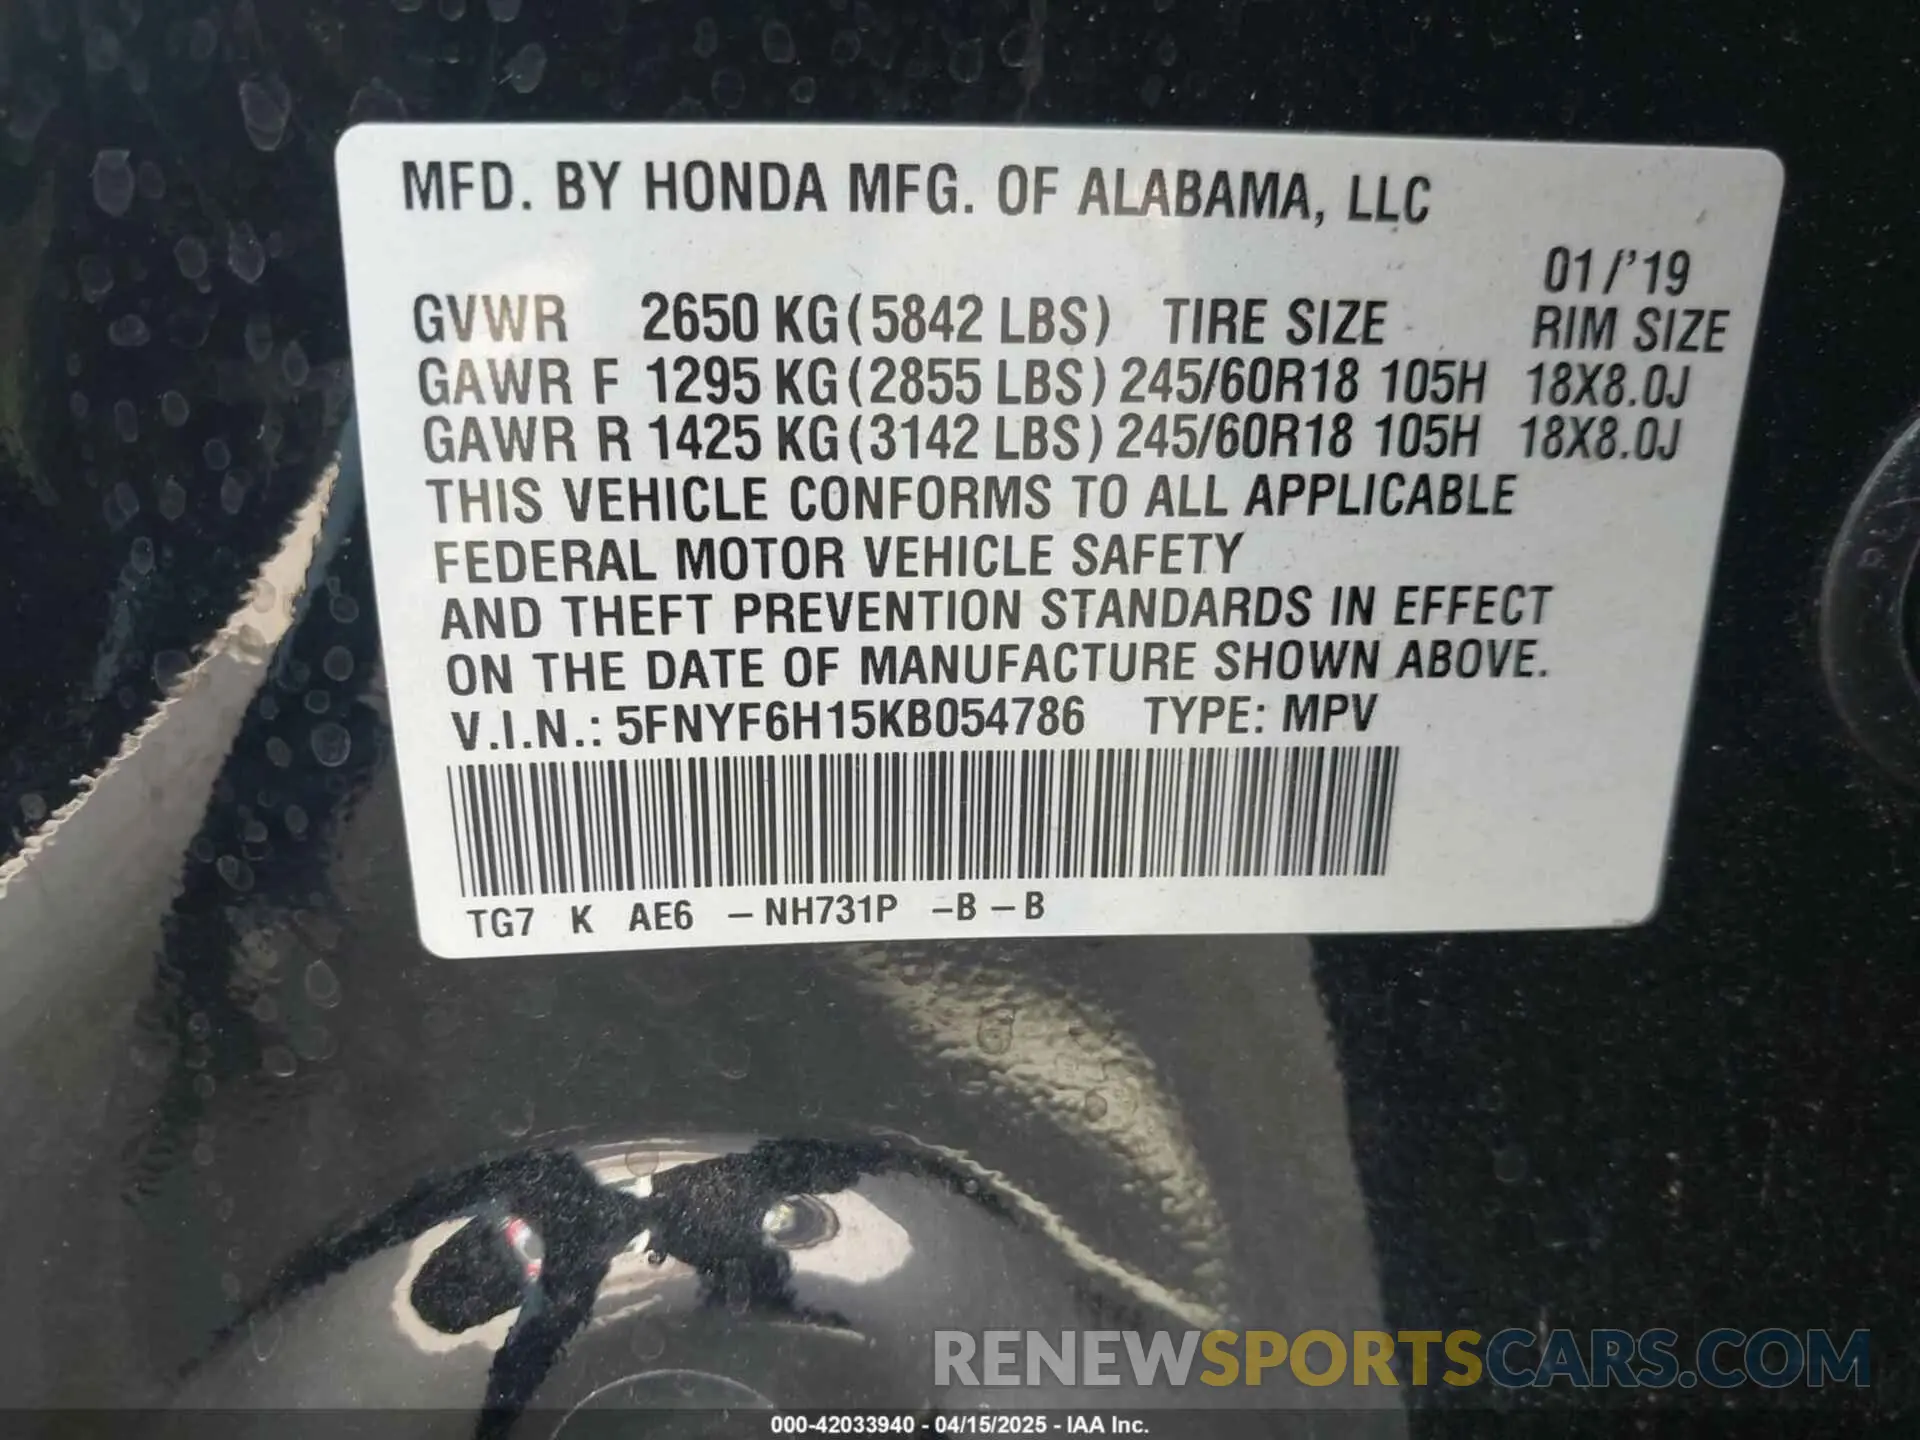 MFD. BY HONDA MFG. OF ALABAMA, LLC
01/'19
GVWR 2650 KG (5842 LBS) TIRE SIZE RIM SIZE
GAWR F 1295 KG (2855 LBS) 245/60R18 105H 18X8.0J
GAWR R 1425 KG (3142 LBS) 245/60R18 105H 18X8.0J
THIS VEHICLE CONFORMS TO ALL APPLICABLE
FEDERAL MOTOR VEHICLE SAFETY
AND THEFT PREVENTION STANDARDS IN EFFECT
ON THE DATE OF MANUFACTURE SHOWN ABOVE.
V.I.N.: 5FNYF6H15KB054786 TYPE: MPV
TG7 K AE6 –NH731P –B–B
RENEWSPORTSCARS.COM
000-42033940 - 04/15/2025 - IAA Inc.